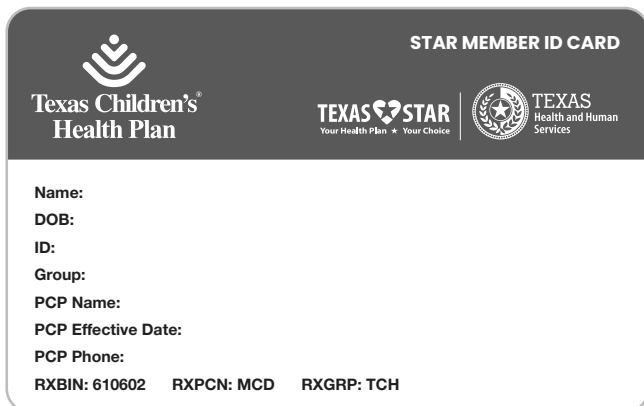 STAR MEMBER ID CARD
Texas Children's®
Health Plan
TEXAS STAR
Your Health Plan ★ Your Choice
TEXAS
Health and Human
Services
Name:
DOB:
ID:
Group:
PCP Name:
PCP Effective Date:
PCP Phone:
RXBIN: 610602 RXPCN: MCD RXGRP: TCH